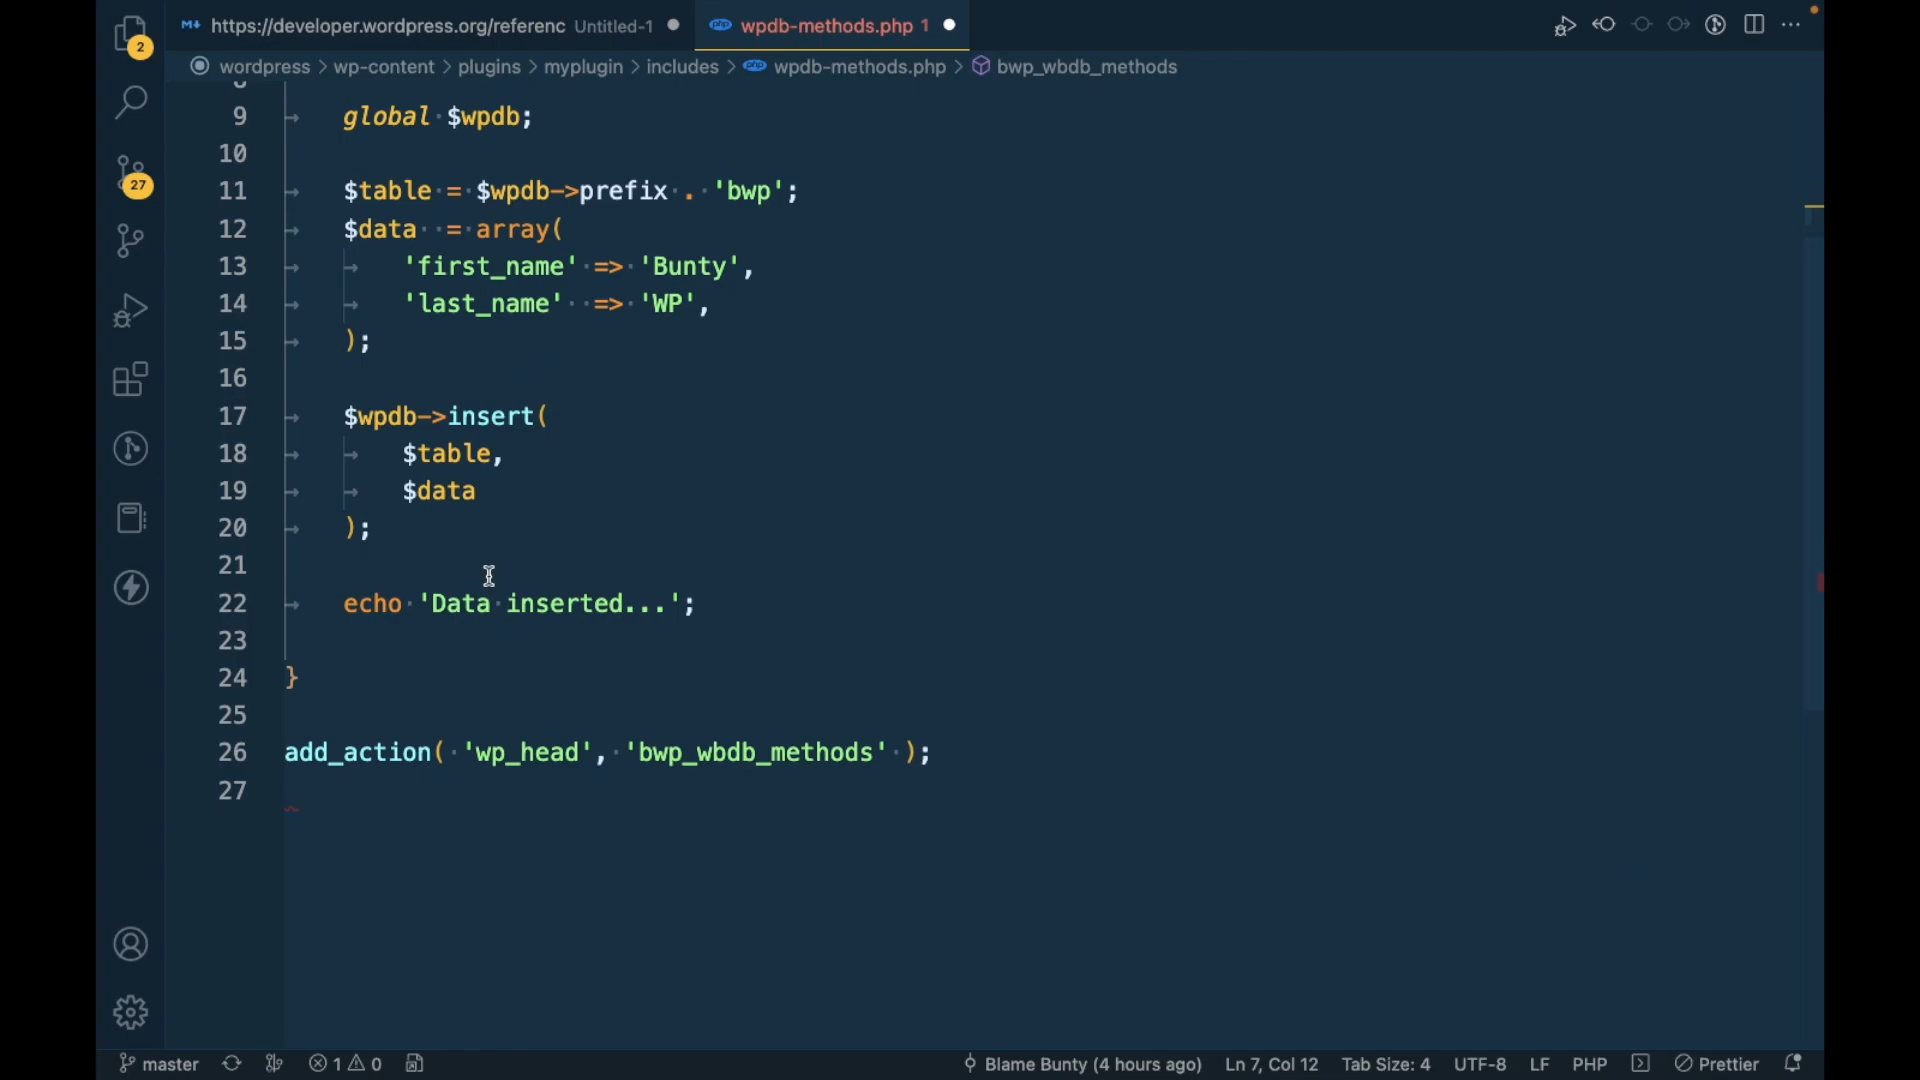 https://developer.wordpress.org/referenc Untitled-1
wpdb-methods.php 1
wordpress > wp-content > plugins > myplugin > includes > wpdb-methods.php > bwp_wbdb_methods
2
27
9 global $wpdb;
10
11 $table = $wpdb->prefix . 'bwp';
12 $data = array(
13 'first_name' => 'Bunty',
14 'last_name' => 'WP',
15 );
16
17 $wpdb->insert(
18 $table,
19 $data
20 );
21
22 echo 'Data inserted...';
23
24 }
25
26 add_action( 'wp_head', 'bwp_wbdb_methods' );
27
master 1 0 Blame Bunty (4 hours ago) Ln 7, Col 12 Tab Size: 4 UTF-8 LF PHP Prettier